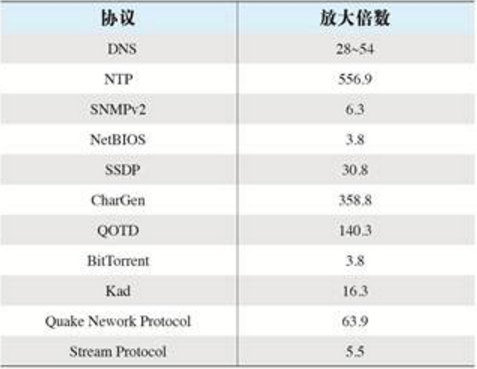 协议 放大倍数
DNS 28~54
NTP 556.9
SNMPv2 6.3
NetBIOS 3.8
SSDP 30.8
CharGen 358.8
QOTD 140.3
BitTorrent 3.8
Kad 16.3
Quake Nework Protocol 63.9
Stream Protocol 5.5